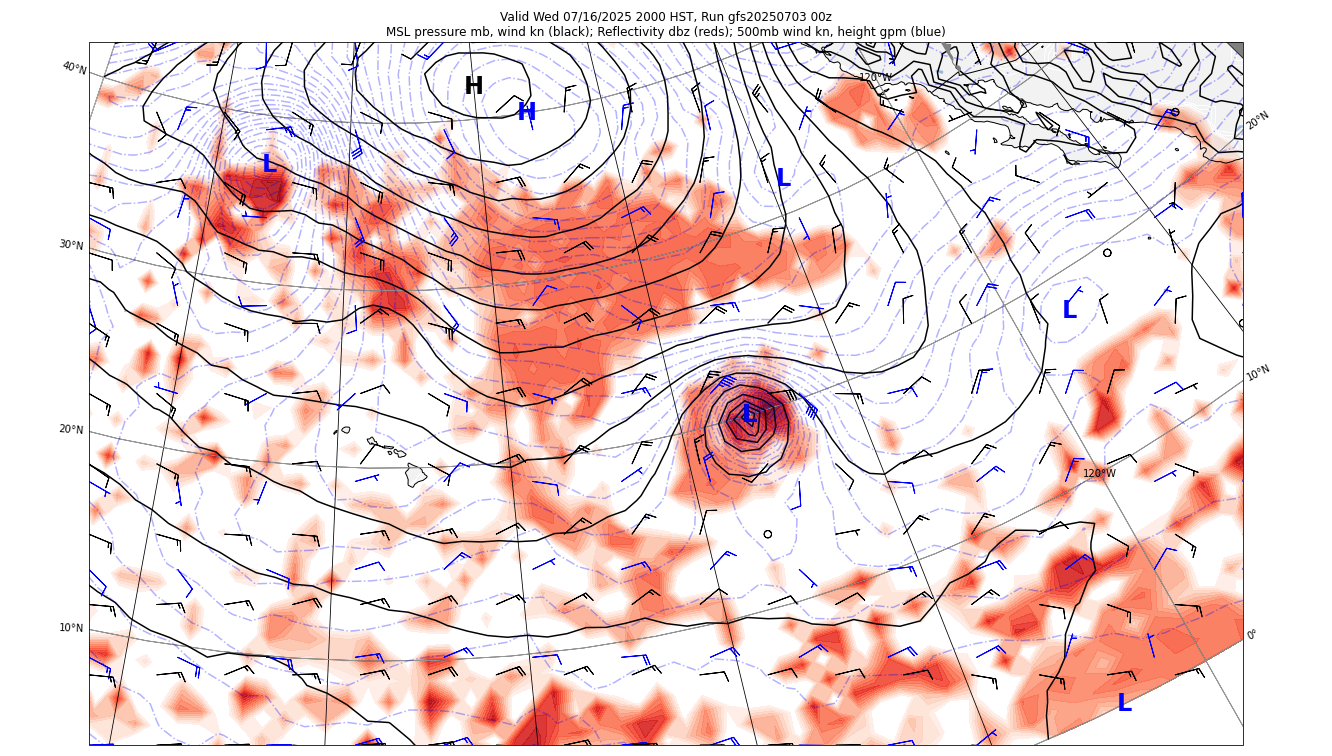 Valid Wed 07/16/2025 2000 HST, Run gfs20250703 00z
MSL pressure mb, wind kn (black); Reflectivity dbz (reds); 500mb wind kn, height gpm (blue)
40°N
H
H
120°W
20°N
L
L
30°N
L
10°N
L
20°N
120°W
10°N
0°
L